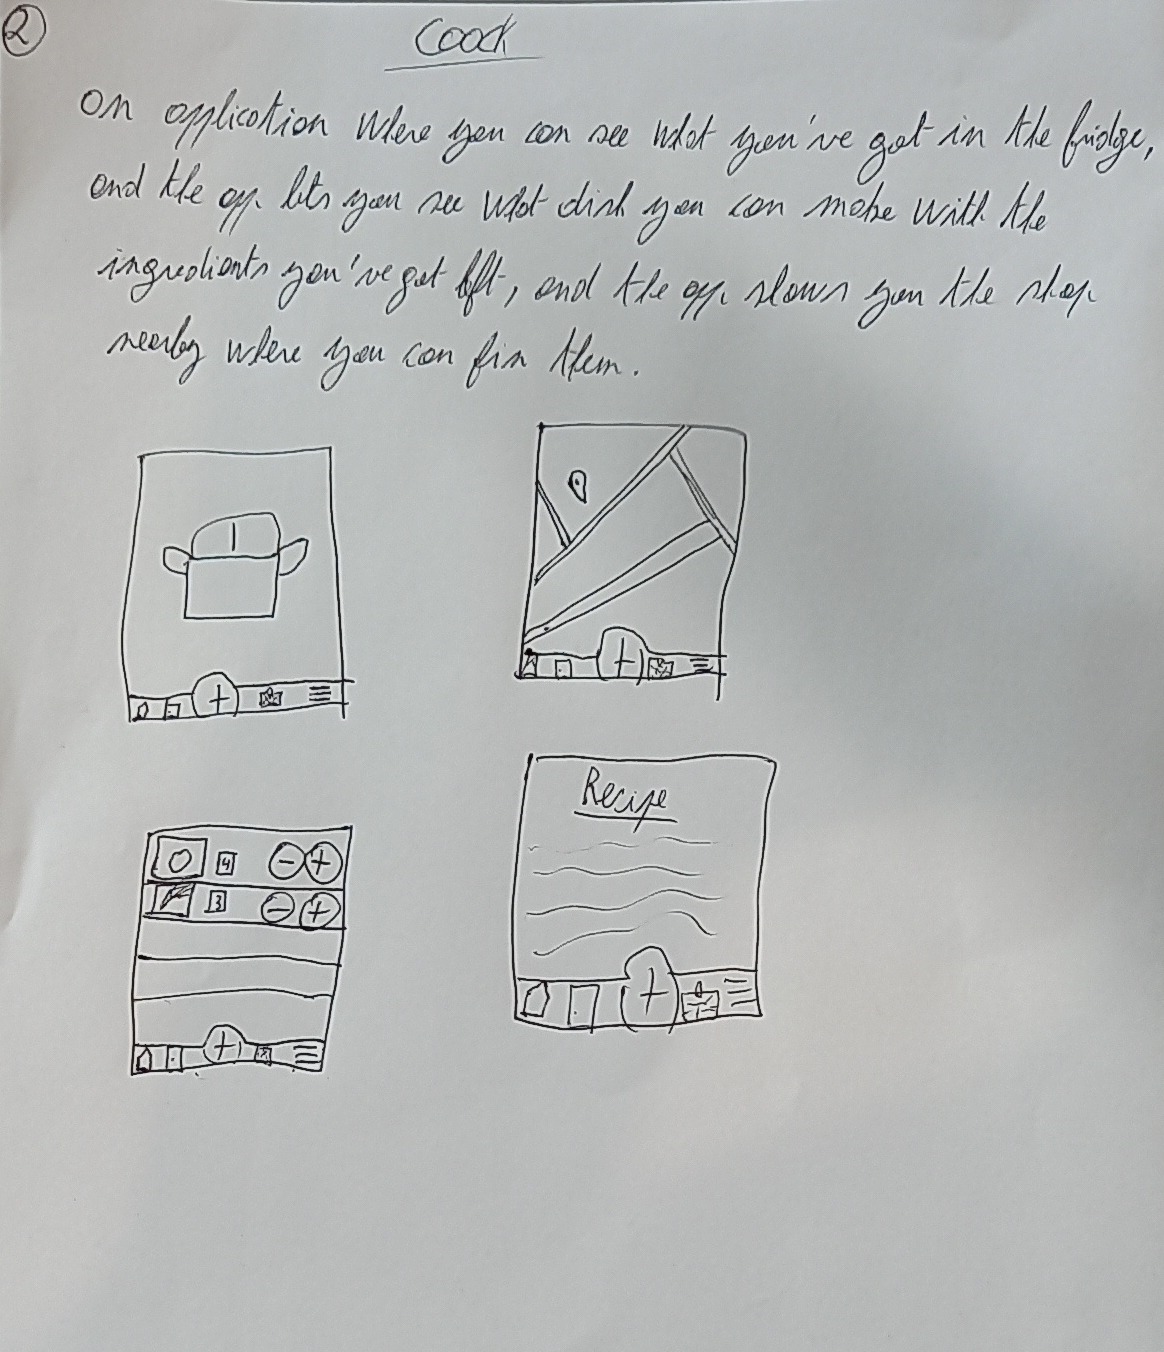 2
Coock
an application where you can see what you've got in the fridge,
and the app lets you see what dish you can make with the
ingredients you've got left, and the app shows you the shop
nearby where you can fin them.
4 - +
3 - +
+
+
Recipe
+
+